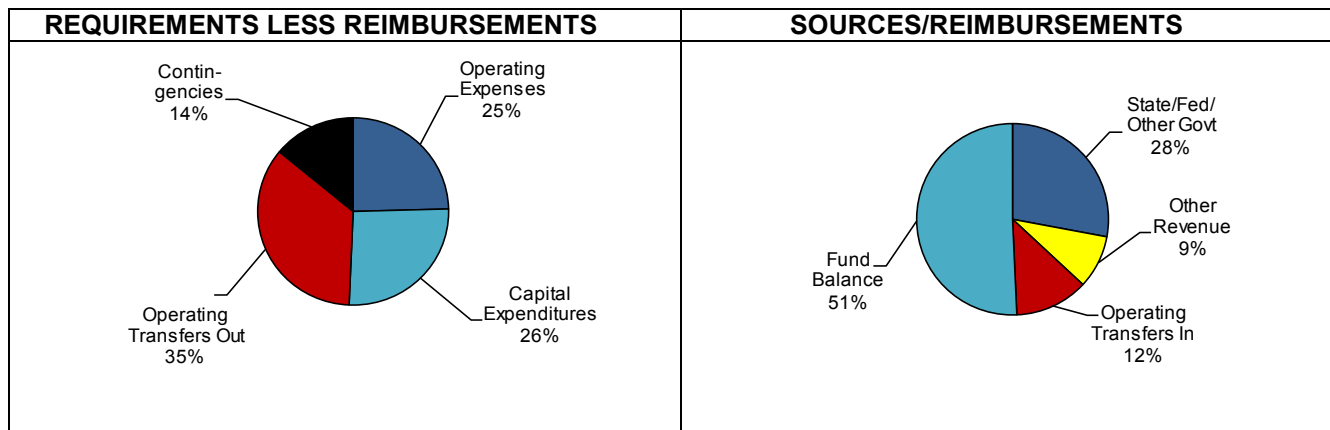 REQUIREMENTS LESS REIMBURSEMENTS
Contin-
gencies
14%
Operating
Expenses
25%
Operating
Transfers Out
35%
Capital
Expenditures
26%
SOURCES/REIMBURSEMENTS
State/Fed/
Other Govt
28%
Other
Revenue
9%
Fund
Balance
51%
Operating
Transfers In
12%